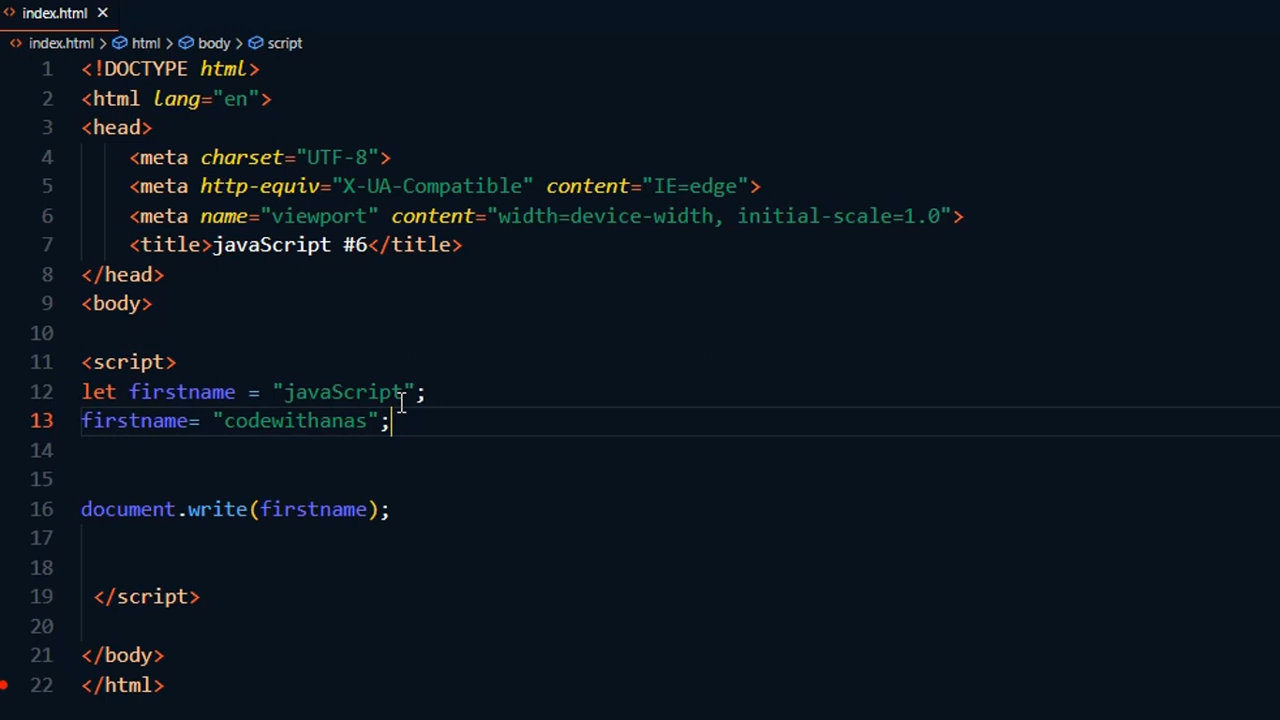 index.html
index.html > html > body > script
1 <!DOCTYPE html>
2 <html lang="en">
3 <head>
4     <meta charset="UTF-8">
5     <meta http-equiv="X-UA-Compatible" content="IE=edge">
6     <meta name="viewport" content="width=device-width, initial-scale=1.0">
7     <title>javaScript #6</title>
8 </head>
9 <body>
10
11 <script>
12 let firstname = "javaScript";
13 firstname= "codewithanas";
14
15
16 document.write(firstname);
17
18
19  </script>
20
21 </body>
22 </html>